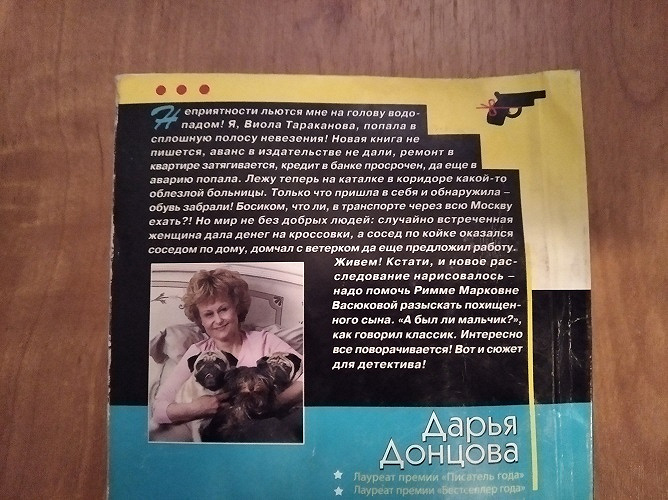 Неприятности льются мне на голову водо-
падом! Я, Виола Тараканова, попала в
сплошную полосу невезения! Новая книга не
пишется, аванс в издательстве не дали, ремонт в
квартире затягивается, кредит в банке просрочен, да еще в
аварию попала. Лежу теперь на каталке в коридоре какой-то
облезлой больницы. Только что пришла в себя и обнаружила –
обувь забрали! Босиком, что ли, в транспорте через всю Москву
ехать?! Но мир не без добрых людей: случайно встреченная
женщина дала денег на кроссовки, а сосед по койке оказался
соседом по дому, домчал с ветерком да еще предложил работу.
Живем! Кстати, и новое рас-
следование нарисовалось –
надо помочь Римме Марковне
Васюковой разыскать похищен-
ного сына. «А был ли мальчик?»,
как говорил классик. Интересно
все поворачивается! Вот и сюжет
для детектива!
Дарья
Донцова
Лауреат премии «Писатель года»
Лауреат премии «Бестселлер года»